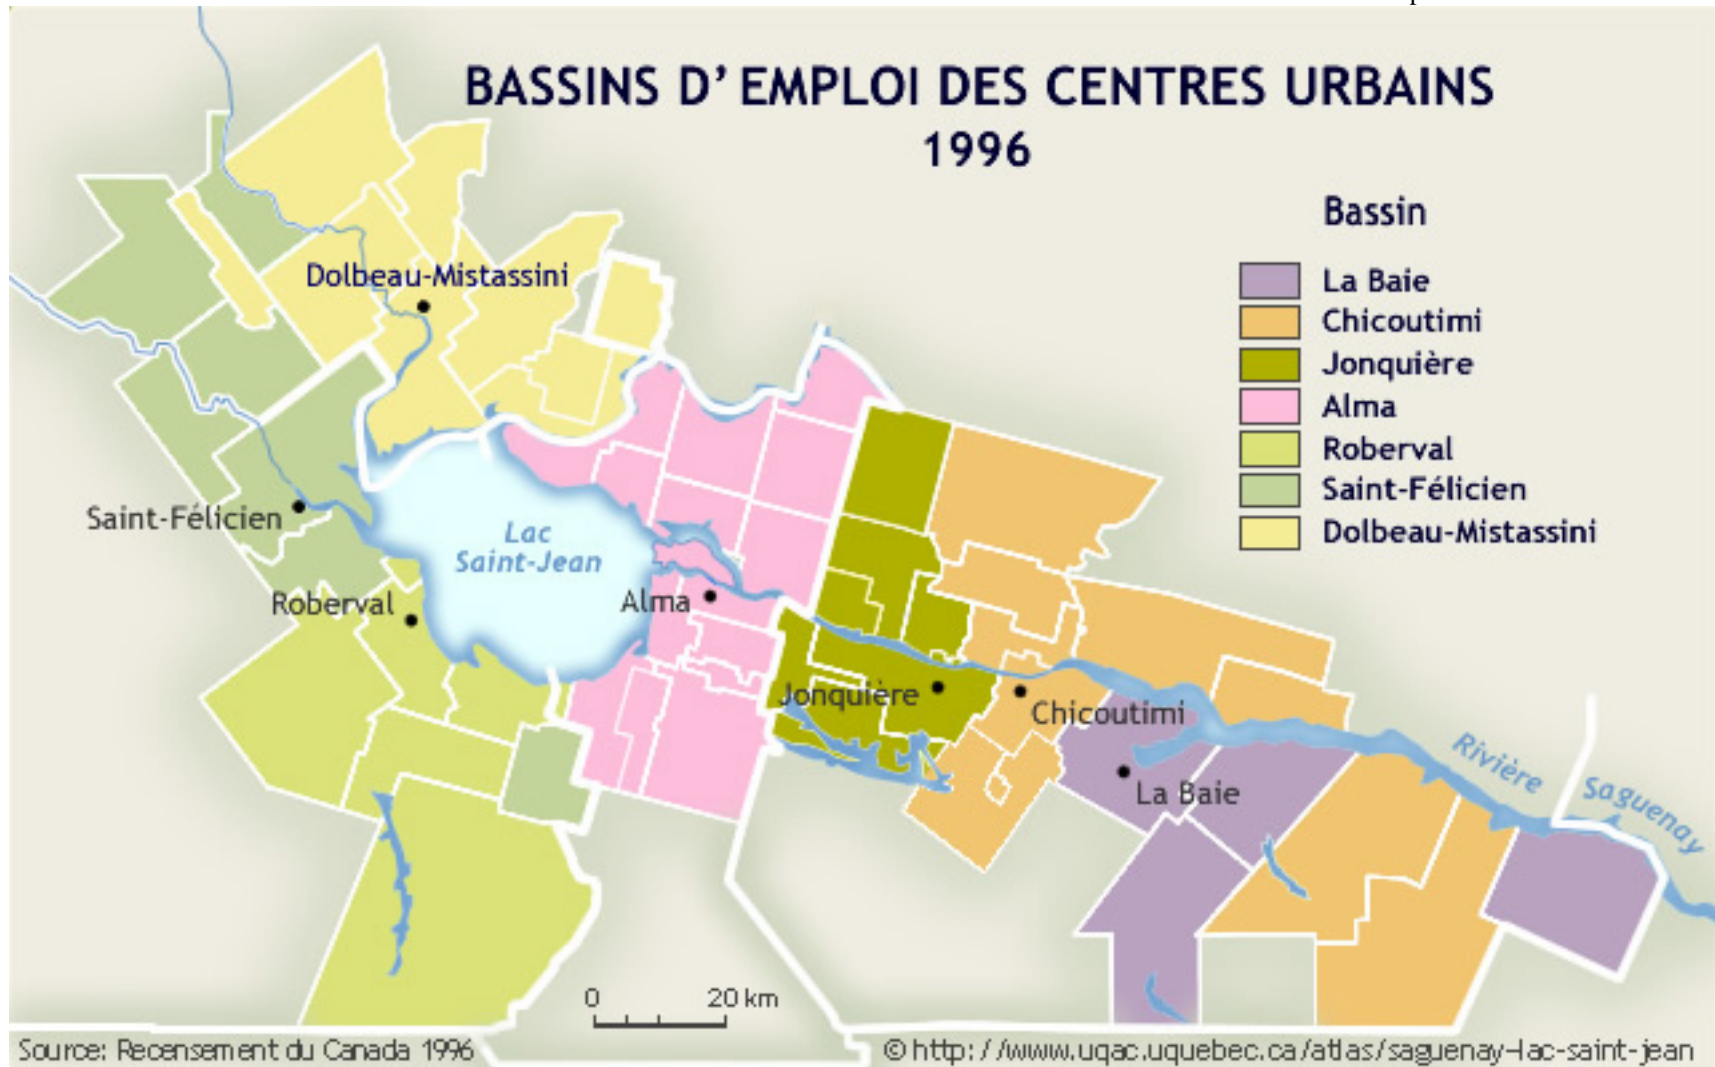 BASSINS D'EMPLOI DES CENTRES URBAINS
1996
Bassin
La Baie
Chicoutimi
Jonquière
Alma
Roberval
Saint-Félicien
Dolbeau-Mistassini
Dolbeau-Mistassini
Saint-Félicien
Lac
Saint-Jean
Roberval
Alma
Jonquière
Chicoutimi
La Baie
Rivière Saguenay
0 20 km
Source: Recensement du Canada 1996
© http://www.uqac.uquebec.ca/atlas/saguenay-lac-saint-jean